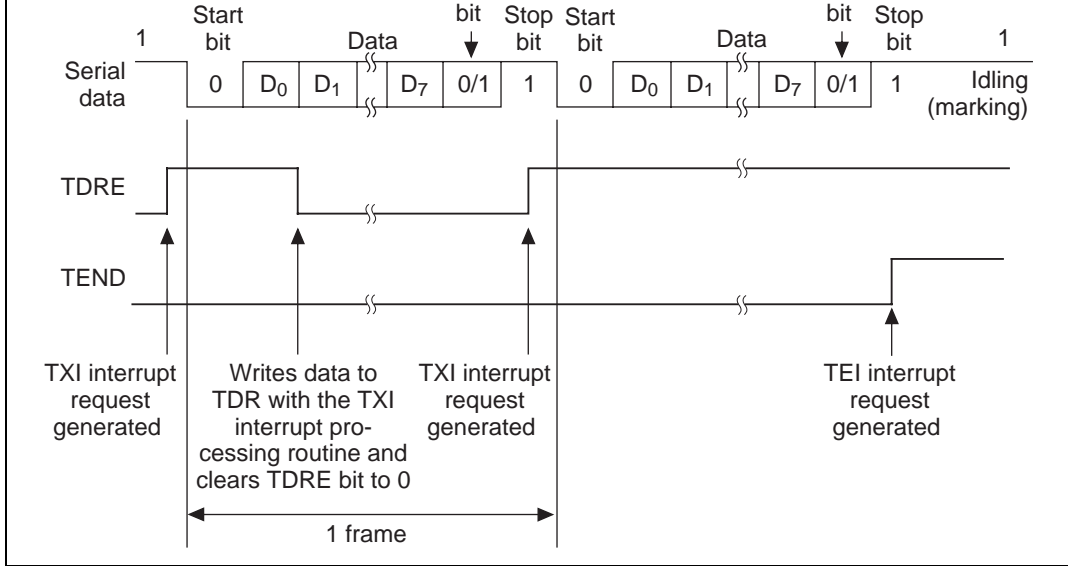 Start bit Stop Start bit Stop
1 bit Data bit bit Data bit 1
Serial data 0 D0 D1 D7 0/1 1 0 D0 D1 D7 0/1 1 Idling (marking)
TDRE
TEND
TXI interrupt request generated
Writes data to
TDR with the TXI
interrupt pro-
cessing routine and
clears TDRE bit to 0
TXI interrupt request generated
TEI interrupt request generated
1 frame